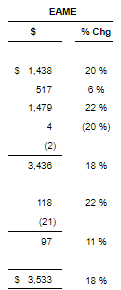 EAME
$ % Chg
$ 1,438 20 %
517 6 %
1,479 22 %
4 (20 %)
(2)
3,436 18 %
118 22 %
(21)
97 11 %
$ 3,533 18 %